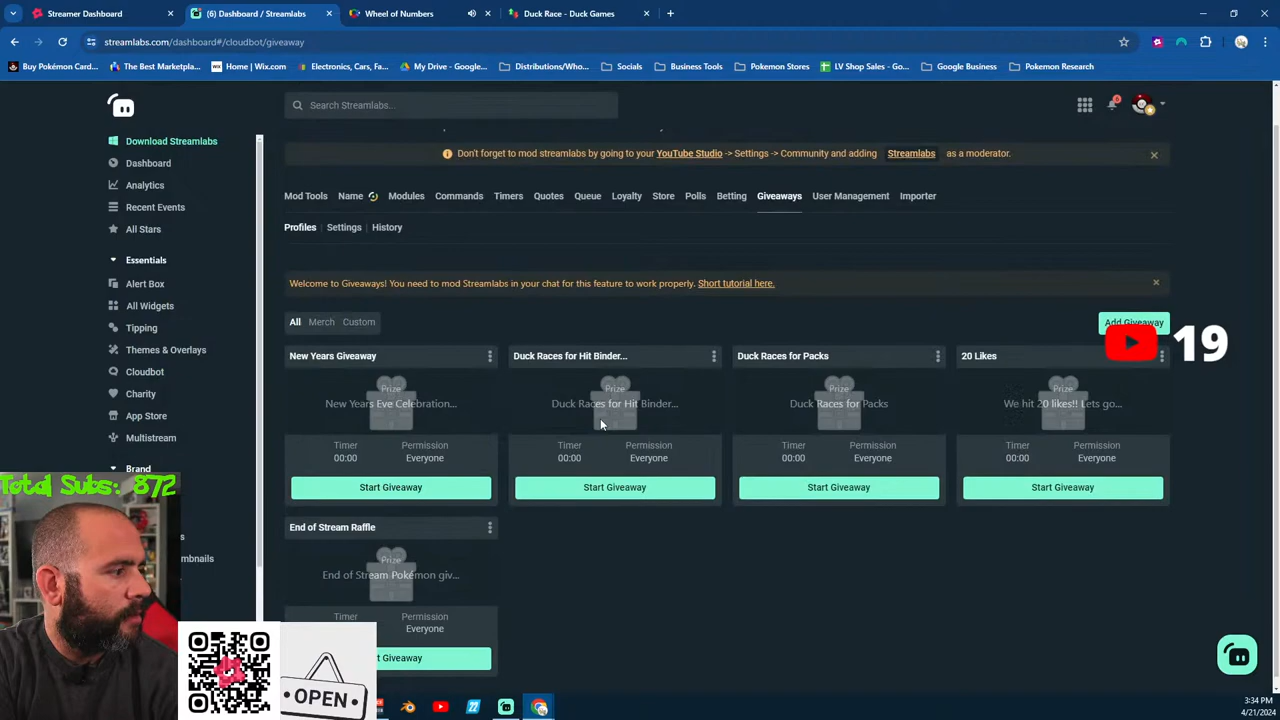 Streamer Dashboard
(6) Dashboard / Streamlabs
Wheel of Numbers
Duck Race - Duck Games
streamlabs.com/dashboard#/cloudbot/giveaway
Buy Pokémon Card...
The Best Marketpla...
Home | Wix.com
Electronics, Cars, Fa...
My Drive - Google...
Distributions/Who...
Socials
Business Tools
Pokemon Stores
LV Shop Sales - Go...
Google Business
Pokemon Research
Search Streamlabs...
Download Streamlabs
Dashboard
Analytics
Recent Events
All Stars
Essentials
Alert Box
All Widgets
Tipping
Themes & Overlays
Cloudbot
Charity
App Store
Multistream
Brand
Don't forget to mod streamlabs by going to your YouTube Studio -> Settings -> Community and adding Streamlabs as a moderator.
Mod Tools Name Modules Commands Timers Quotes Queue Loyalty Store Polls Betting Giveaways User Management Importer
Profiles Settings History
Welcome to Giveaways! You need to mod Streamlabs in your chat for this feature to work properly. Short tutorial here.
All Merch Custom
Add Giveaway
19
New Years Giveaway
Prize
New Years Eve Celebration...
Timer Permission
00:00 Everyone
Start Giveaway
Duck Races for Hit Binder...
Prize
Duck Races for Hit Binder...
Timer Permission
00:00 Everyone
Start Giveaway
Duck Races for Packs
Prize
Duck Races for Packs
Timer Permission
00:00 Everyone
Start Giveaway
20 Likes
We hit 20 likes!! Lets go...
Timer Permission
00:00 Everyone
Start Giveaway
End of Stream Raffle
Prize
End of Stream Pokémon giv...
Timer Permission
Everyone
t Giveaway
Total Subs: 872
OPEN
3:34 PM
4/21/2024